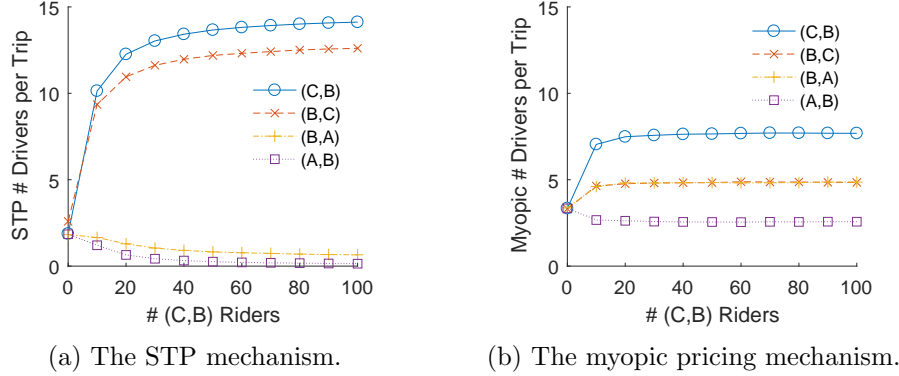 STP # Drivers per Trip
15
10
5
0
(C,B)
(B,C)
(B,A)
(A,B)
0 20 40 60 80 100
# (C,B) Riders
(a) The STP mechanism.
Myopic # Drivers per Trip
15
10
5
0
(C,B)
(B,C)
(B,A)
(A,B)
0 20 40 60 80 100
# (C,B) Riders
(b) The myopic pricing mechanism.